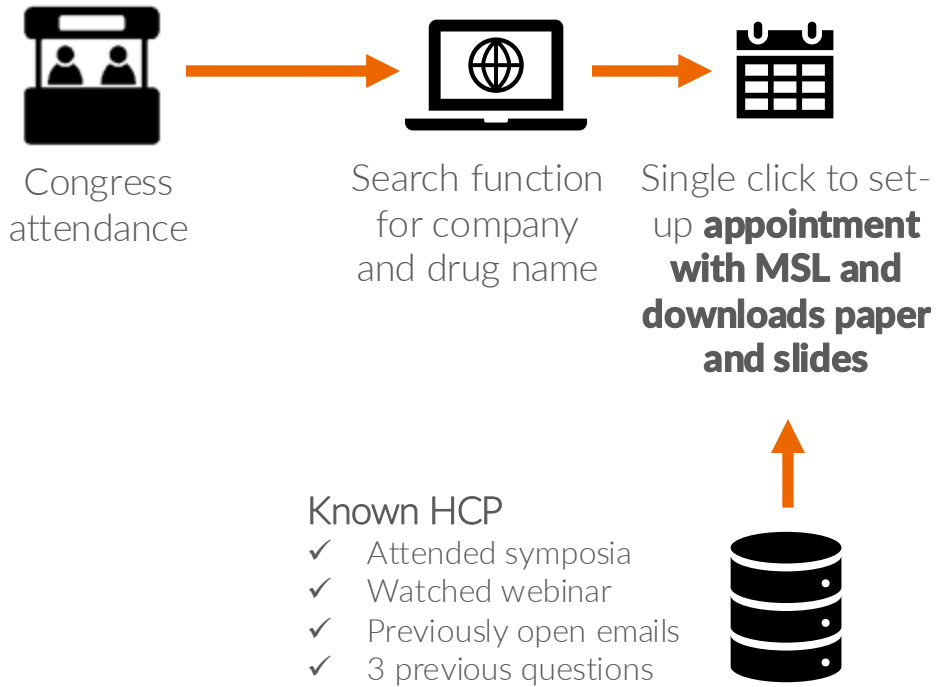 Congress
attendance
Search function
for company
and drug name
Single click to set-
up appointment
with MSL and
downloads paper
and slides
Known HCP
✓ Attended symposia
✓ Watched webinar
✓ Previously open emails
✓ 3 previous questions